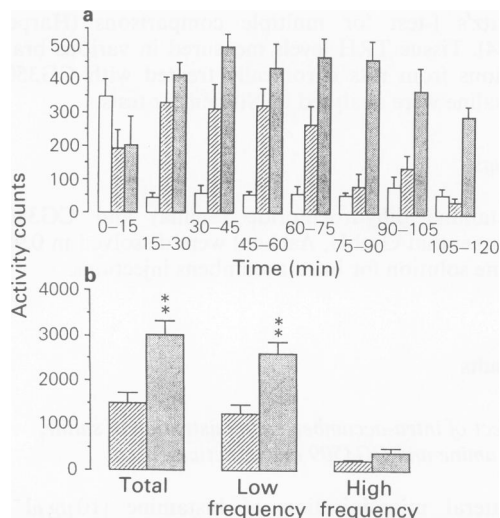 a
500
400
300
200
100
0
0–15 30–45 60–75 90–105
15–30 45–60 75–90 105–120
Time (min)
Activity counts
b
4000
3000
2000
1000
0
**
**
Total Low frequency High frequency